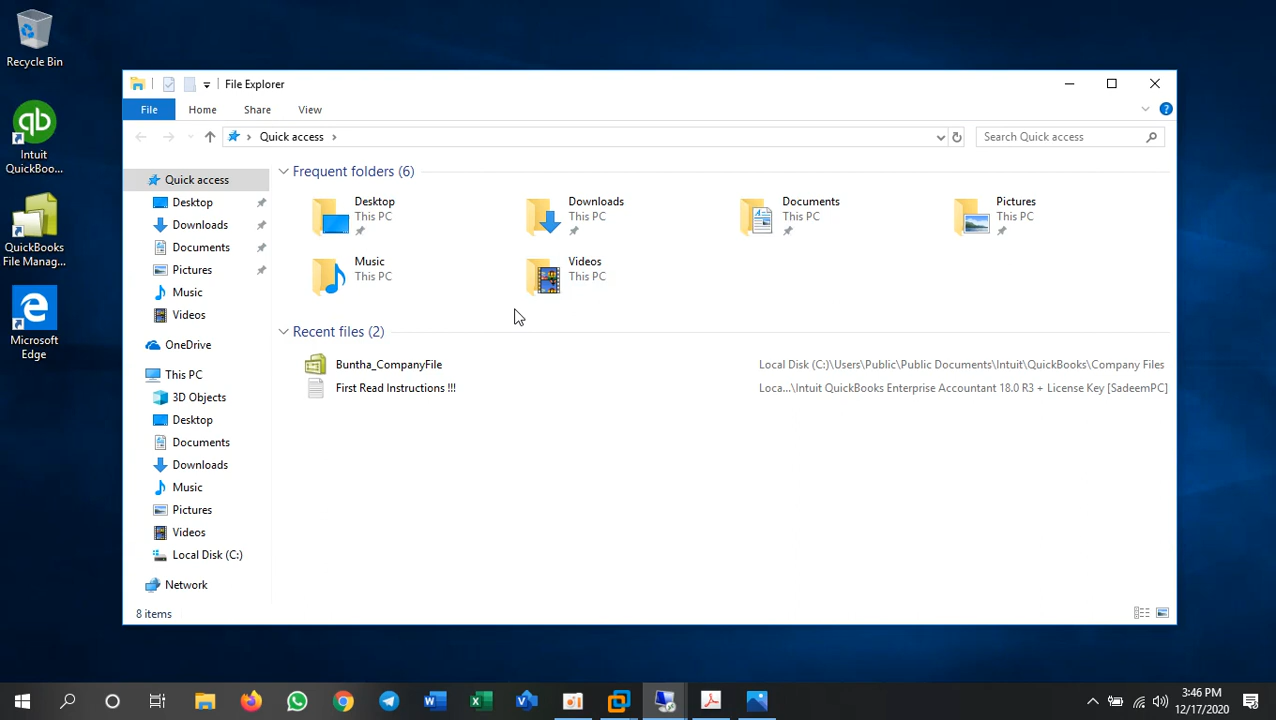 Recycle Bin
Intuit
QuickBoo...
QuickBooks
File Manag...
Microsoft
Edge
File Explorer
File Home Share View
Quick access
Search Quick access
Quick access
Desktop
Downloads
Documents
Pictures
Music
Videos
OneDrive
This PC
3D Objects
Desktop
Documents
Downloads
Music
Pictures
Videos
Local Disk (C:)
Network
Frequent folders (6)
Desktop
This PC
Downloads
This PC
Documents
This PC
Pictures
This PC
Music
This PC
Videos
This PC
Recent files (2)
Buntha_CompanyFile Local Disk (C:)\Users\Public\Public Documents\Intuit\QuickBooks\Company Files
First Read Instructions !!! Loca...\Intuit QuickBooks Enterprise Accountant 18.0 R3 + License Key [SadeemPC]
8 items
3:46 PM
12/17/2020